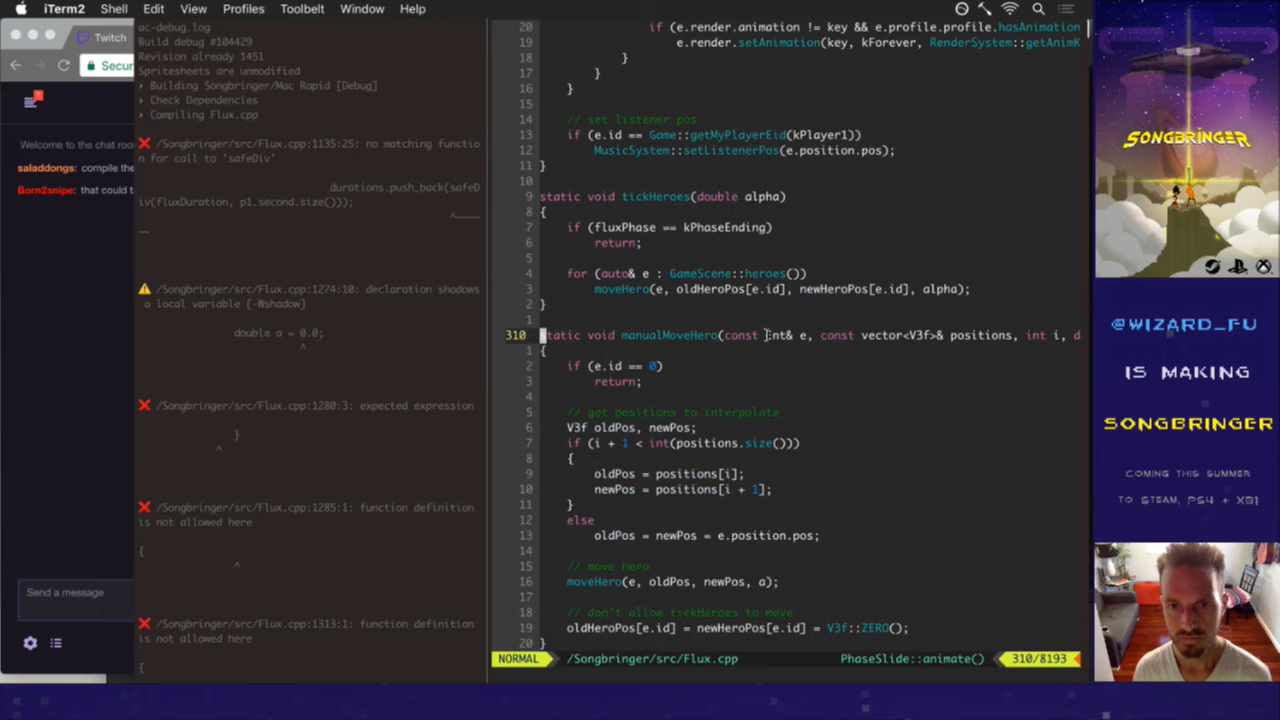 iTerm2 Shell Edit View Profiles Toolbelt Window Help
Twitch
Secur
1
Welcome to the chat roo
saladdongs: compile the
Born2snipe: that could t
Send a message
ac-debug.log
Build debug #104429
Revision already 1451
Spritesheets are unmodified
Building Songbringer/Mac Rapid [Debug]
Check Dependencies
Compiling Flux.cpp
/Songbringer/src/Flux.cpp:1135:25: no matching functio
n for call to 'safeDiv'
durations.push_back(safeD
iv(fluxDuration, p1.second.size()));
^~~~~
~~
/Songbringer/src/Flux.cpp:1274:10: declaration shadows
a local variable [-Wshadow]
double a = 0.0;
^
/Songbringer/src/Flux.cpp:1280:3: expected expression
}
^
/Songbringer/src/Flux.cpp:1285:1: function definition
is not allowed here
{
^
/Songbringer/src/Flux.cpp:1313:1: function definition
is not allowed here
{
20 if (e.render.animation != key && e.profile.profile.hasAnimation
19 e.render.setAnimation(key, kForever, RenderSystem::getAnimK
18 }
17 }
16 }
15
14 // set listener pos
13 if (e.id == Game::getMyPlayerEid(kPlayer1))
12 MusicSystem::setListenerPos(e.position.pos);
11 }
10
9 static void tickHeroes(double alpha)
8 {
7 if (fluxPhase == kPhaseEnding)
6 return;
5
4 for (auto& e : GameScene::heroes())
3 moveHero(e, oldHeroPos[e.id], newHeroPos[e.id], alpha);
2 }
1
310 static void manualMoveHero(const Ent& e, const vector<V3f>& positions, int i, d
1 {
2 if (e.id == 0)
3 return;
4
5 // get positions to interpolate
6 V3f oldPos, newPos;
7 if (i + 1 < int(positions.size()))
8 {
9 oldPos = positions[i];
10 newPos = positions[i + 1];
11 }
12 else
13 oldPos = newPos = e.position.pos;
14
15 // move hero
16 moveHero(e, oldPos, newPos, a);
17
18 // don't allow tickHeroes to move
19 oldHeroPos[e.id] = newHeroPos[e.id] = V3f::ZERO();
20 }
NORMAL /Songbringer/src/Flux.cpp PhaseSlide::animate() 310/8193
SONGBRINGER
@WIZARD_FU
IS MAKING
SONGBRINGER
COMING THIS SUMMER
TO STEAM, PS4 + XB1